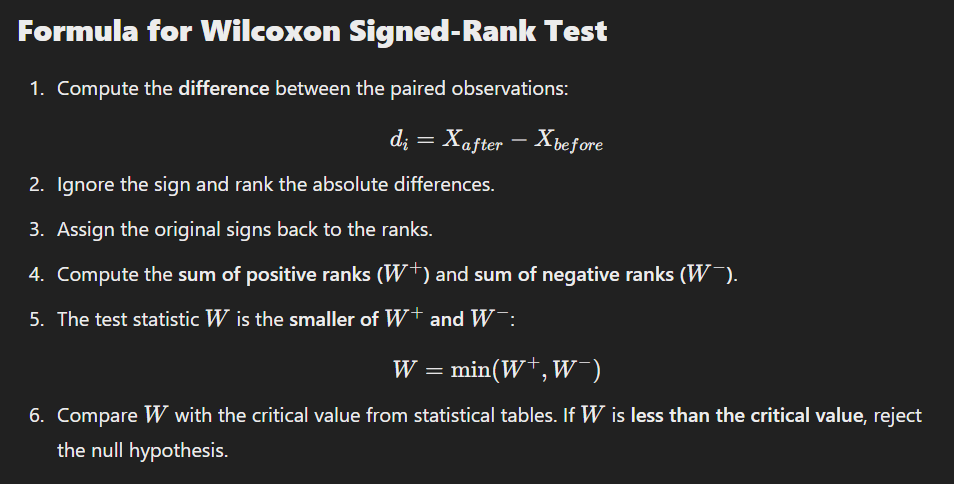 Formula for Wilcoxon Signed-Rank Test
1. Compute the difference between the paired observations:
d_i = X_after − X_before
2. Ignore the sign and rank the absolute differences.
3. Assign the original signs back to the ranks.
4. Compute the sum of positive ranks (W⁺) and sum of negative ranks (W⁻).
5. The test statistic W is the smaller of W⁺ and W⁻:
W = min(W⁺, W⁻)
6. Compare W with the critical value from statistical tables. If W is less than the critical value, reject
the null hypothesis.